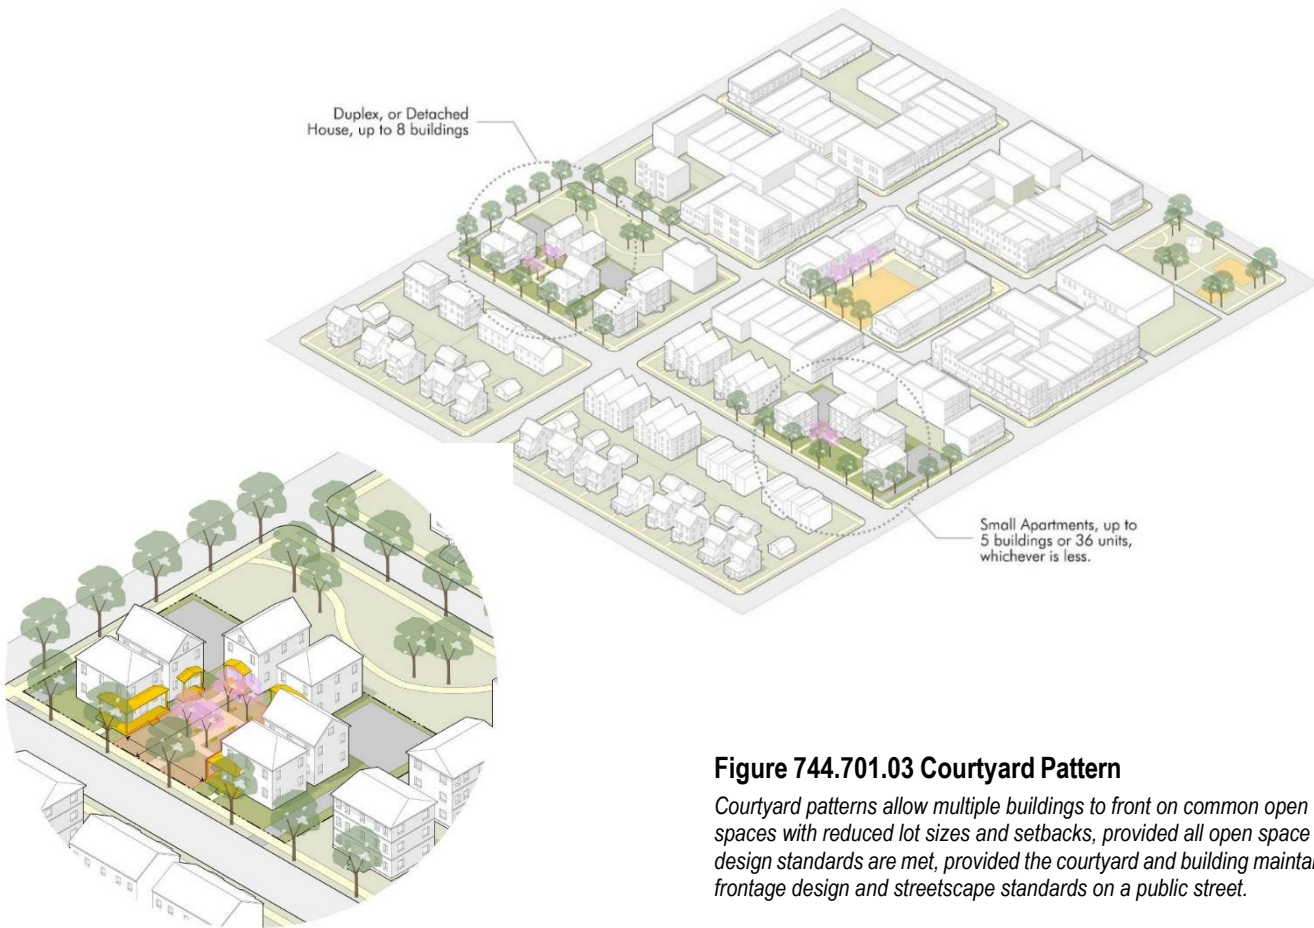 Duplex, or Detached
House, up to 8 buildings
Small Apartments, up to
5 buildings or 36 units,
whichever is less.
Figure 744.701.03 Courtyard Pattern
Courtyard patterns allow multiple buildings to front on common open
spaces with reduced lot sizes and setbacks, provided all open space
design standards are met, provided the courtyard and building maintai
frontage design and streetscape standards on a public street.